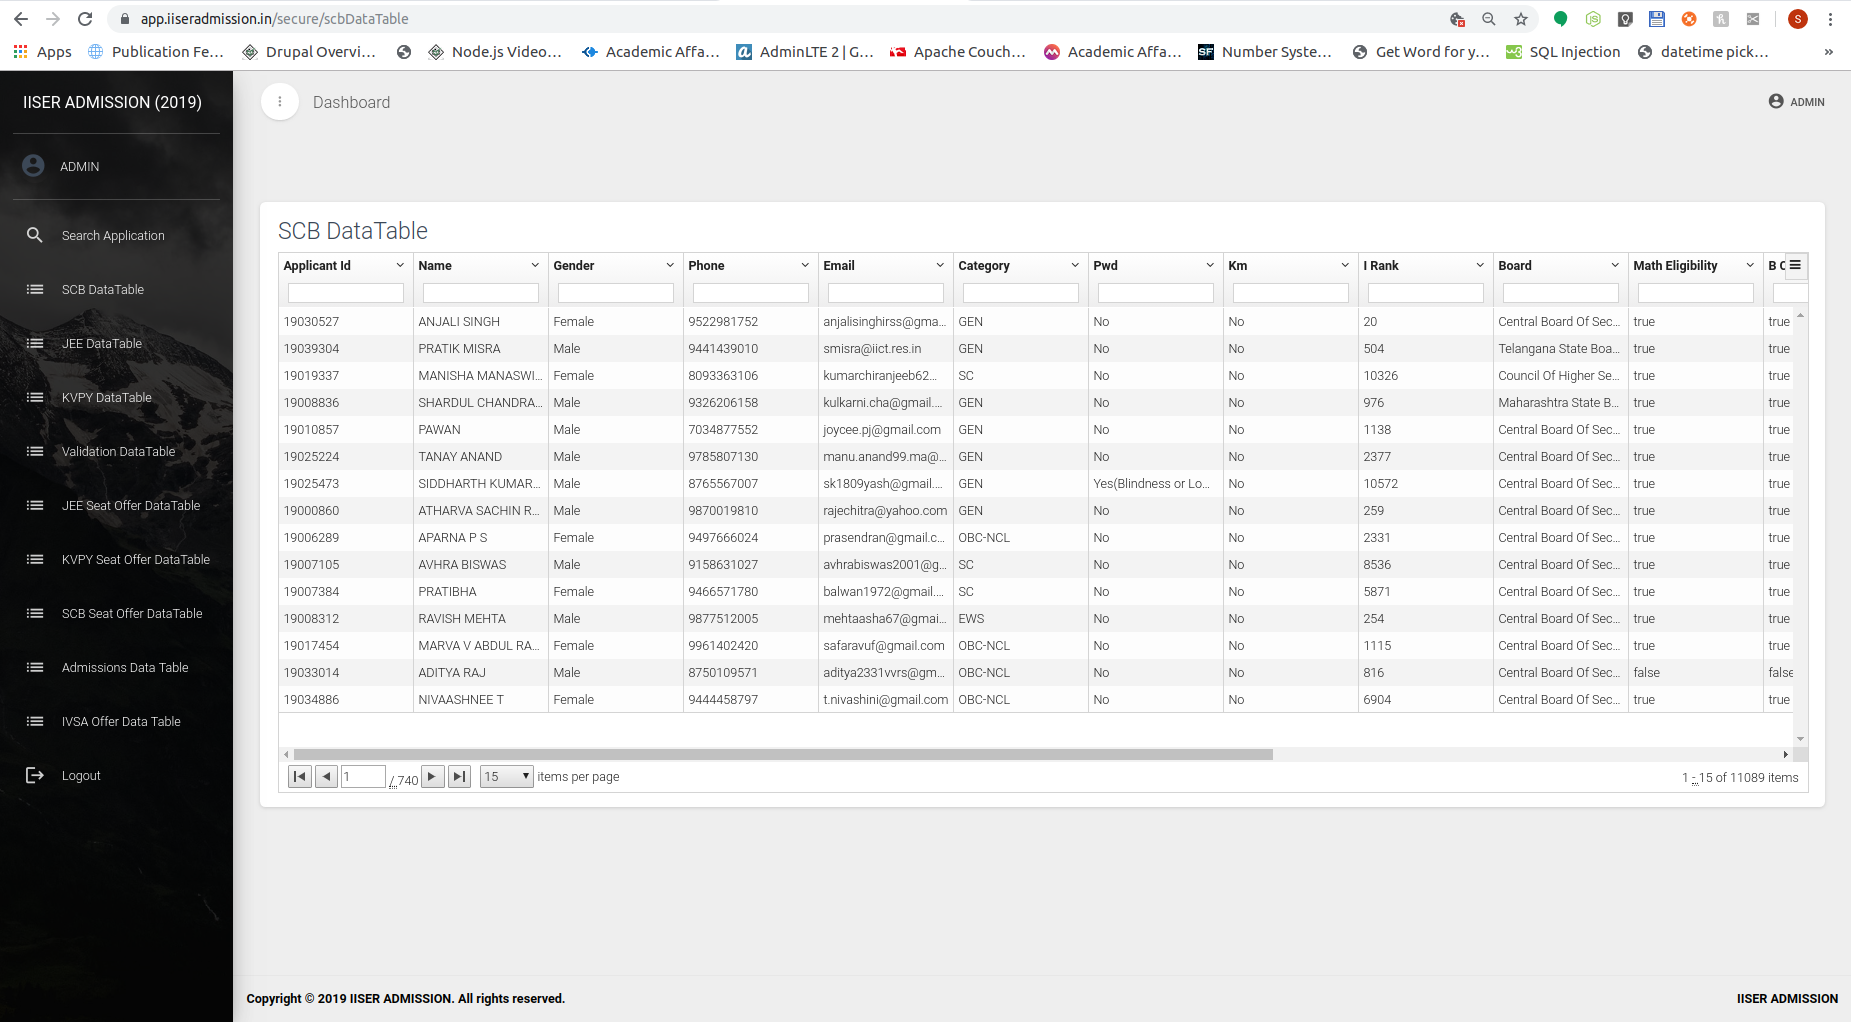 app.iiseradmission.in/secure/scbDataTable
S
Apps Publication Fe... Drupal Overvi... Node.js Video... Academic Affa... AdminLTE 2 | G... Apache Couch... Academic Affa... Number Syste... Get Word for y... SQL Injection datetime pick... »
IISER ADMISSION (2019)
Dashboard
ADMIN
ADMIN
Search Application
SCB DataTable
JEE DataTable
KVPY DataTable
Validation DataTable
JEE Seat Offer DataTable
KVPY Seat Offer DataTable
SCB Seat Offer DataTable
Admissions Data Table
IVSA Offer Data Table
Logout
SCB DataTable
Applicant Id Name Gender Phone Email Category Pwd Km I Rank Board Math Eligibility B C
19030527 ANJALI SINGH Female 9522981752 anjalisinghirss@gma... GEN No No 20 Central Board Of Sec... true true
19039304 PRATIK MISRA Male 9441439010 smisra@iict.res.in GEN No No 504 Telangana State Boa... true true
19019337 MANISHA MANASWI... Female 8093363106 kumarchiranjeeb62... SC No No 10326 Council Of Higher Se... true true
19008836 SHARDUL CHANDRA... Male 9326206158 kulkarni.cha@gmail.... GEN No No 976 Maharashtra State B... true true
19010857 PAWAN Male 7034877552 joycee.pj@gmail.com GEN No No 1138 Central Board Of Sec... true true
19025224 TANAY ANAND Male 9785807130 manu.anand99.ma@... GEN No No 2377 Central Board Of Sec... true true
19025473 SIDDHARTH KUMAR... Male 8765567007 sk1809yash@gmail.... GEN Yes(Blindness or Lo... No 10572 Central Board Of Sec... true true
19000860 ATHARVA SACHIN R... Male 9870019810 rajechitra@yahoo.com GEN No No 259 Central Board Of Sec... true true
19006289 APARNA P S Female 9497666024 prasendran@gmail.c... OBC-NCL No No 2331 Central Board Of Sec... true true
19007105 AVHRA BISWAS Male 9158631027 avhrabiswas2001@g... SC No No 8536 Central Board Of Sec... true true
19007384 PRATIBHA Female 9466571780 balwan1972@gmail.... SC No No 5871 Central Board Of Sec... true true
19008312 RAVISH MEHTA Male 9877512005 mehtaasha67@gmai... EWS No No 254 Central Board Of Sec... true true
19017454 MARVA V ABDUL RA... Female 9961402420 safaravuf@gmail.com OBC-NCL No No 1115 Central Board Of Sec... true true
19033014 ADITYA RAJ Male 8750109571 aditya2331vvrs@gm... OBC-NCL No No 816 Central Board Of Sec... false false
19034886 NIVAASHNEE T Female 9444458797 t.nivashini@gmail.com OBC-NCL No No 6904 Central Board Of Sec... true true
1 / 740 15 items per page 1 - 15 of 11089 items
Copyright © 2019 IISER ADMISSION. All rights reserved. IISER ADMISSION